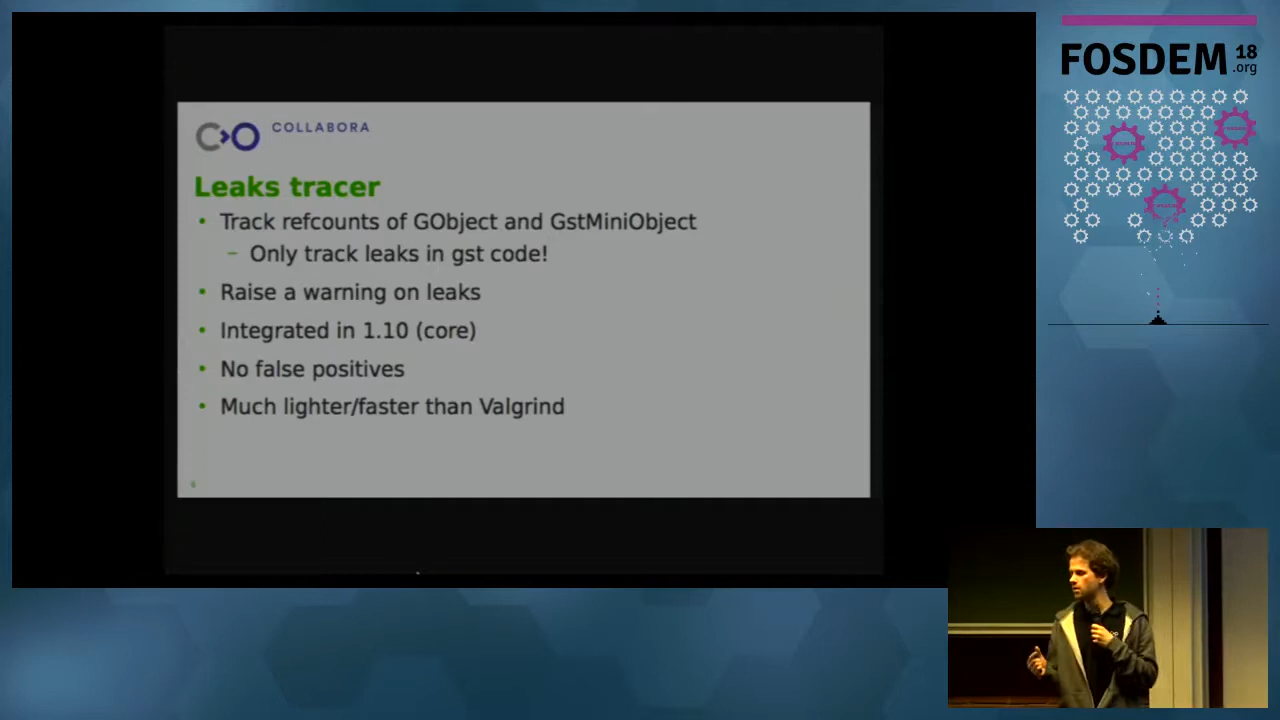 COLLABORA
Leaks tracer
• Track refcounts of GObject and GstMiniObject
– Only track leaks in gst code!
• Raise a warning on leaks
• Integrated in 1.10 (core)
• No false positives
• Much lighter/faster than Valgrind
FOSDEM 18
.org